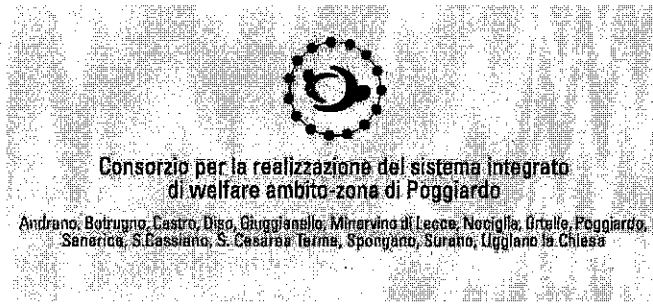 Consorzio per la realizzazione del sistema integrato
di welfare ambito-zona di Poggiardo
Andrano, Botrugno, Castro, Diso, Giuggianello, Minervino di Lecce, Nociglia, Ortelle, Poggiardo,
Sanarica, S.Cassiano, S. Cesarea Terme, Spongano, Surano, Uggiano la Chiesa